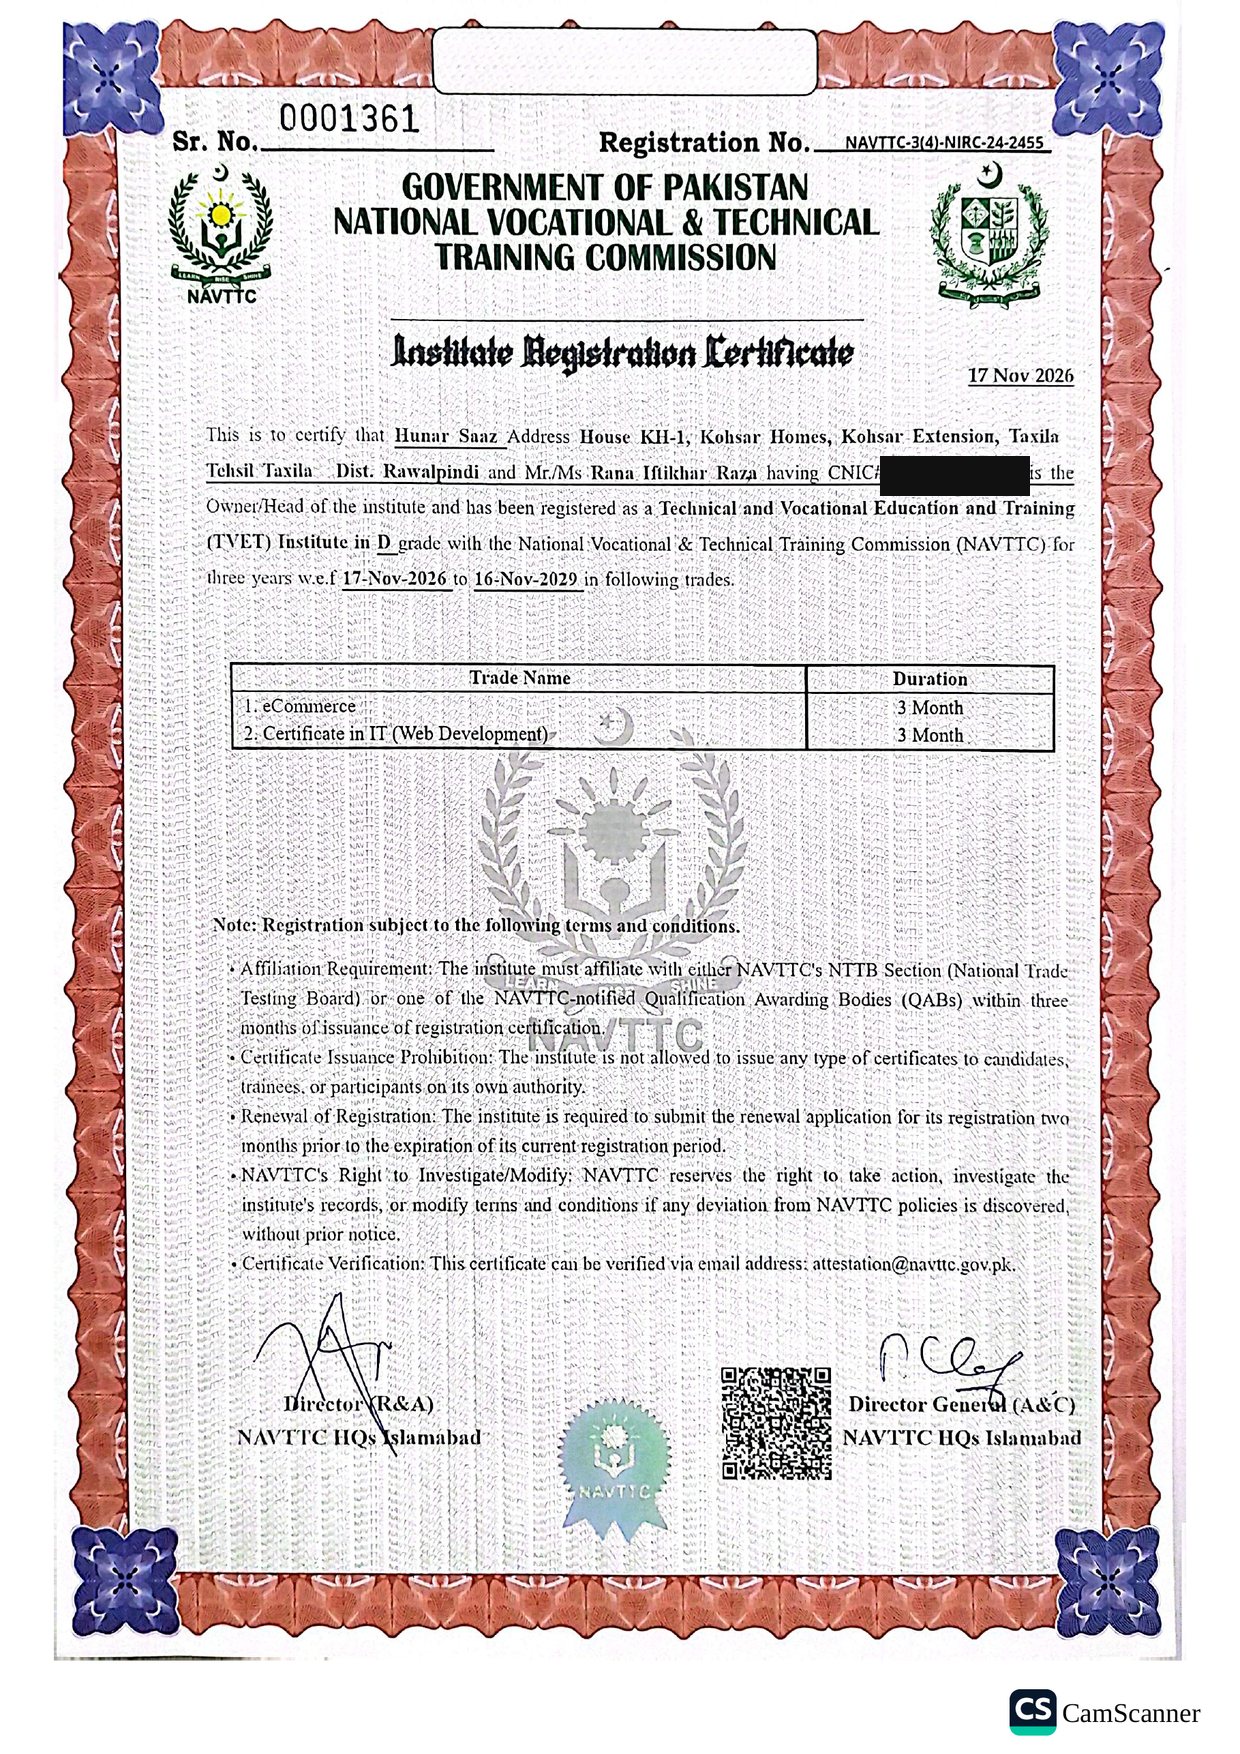 Sr. No. 0001361
Registration No. NAVTTC-3(4)-NIRC-24-2455
GOVERNMENT OF PAKISTAN
NATIONAL VOCATIONAL & TECHNICAL
TRAINING COMMISSION
LEARN RISE SHINE
NAVTTC
Institute Registration Certificate
17 Nov 2026
This is to certify that Hunar Saaz Address House KH-1, Kohsar Homes, Kohsar Extension, Taxila
Tehsil Taxila Dist. Rawalpindi and Mr./Ms Rana Iftikhar Raza having CNIC# is the
Owner/Head of the institute and has been registered as a Technical and Vocational Education and Training
(TVET) Institute in D grade with the National Vocational & Technical Training Commission (NAVTTC) for
three years w.e.f 17-Nov-2026 to 16-Nov-2029 in following trades.
Trade Name Duration
1. eCommerce 3 Month
2. Certificate in IT (Web Development) 3 Month
Note: Registration subject to the following terms and conditions.
• Affiliation Requirement: The institute must affiliate with either NAVTTC's NTTB Section (National Trade
Testing Board) or one of the NAVTTC-notified Qualification Awarding Bodies (QABs) within three
months of issuance of registration certification.
• Certificate Issuance Prohibition: The institute is not allowed to issue any type of certificates to candidates,
trainees, or participants on its own authority.
• Renewal of Registration: The institute is required to submit the renewal application for its registration two
months prior to the expiration of its current registration period.
• NAVTTC's Right to Investigate/Modify: NAVTTC reserves the right to take action, investigate the
institute's records, or modify terms and conditions if any deviation from NAVTTC policies is discovered,
without prior notice.
• Certificate Verification: This certificate can be verified via email address: attestation@navttc.gov.pk.
LEARN RISE SHINE
NAVTTC
Director (R&A)
NAVTTC HQs Islamabad
NAVTTC
Director General (A&C)
NAVTTC HQs Islamabad
CS CamScanner